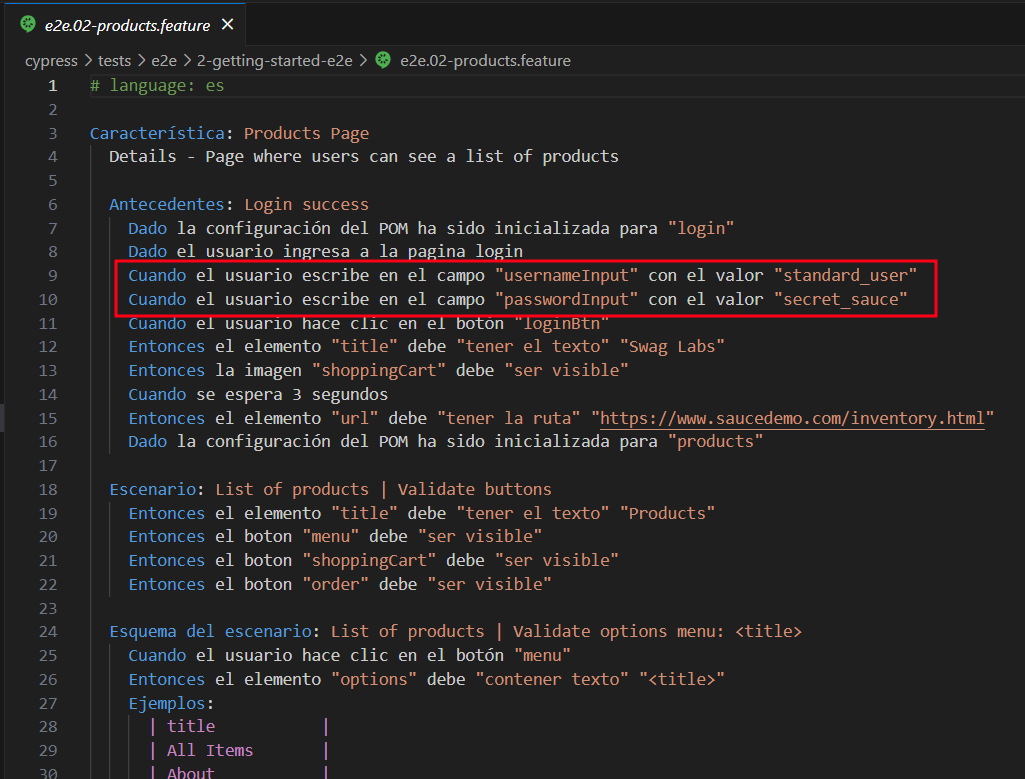 e2e.02-products.feature
cypress > tests > e2e > 2-getting-started-e2e > e2e.02-products.feature
1 # language: es
2
3 Característica: Products Page
4 Details - Page where users can see a list of products
5
6 Antecedentes: Login success
7 Dado la configuración del POM ha sido inicializada para "login"
8 Dado el usuario ingresa a la pagina login
9 Cuando el usuario escribe en el campo "usernameInput" con el valor "standard_user"
10 Cuando el usuario escribe en el campo "passwordInput" con el valor "secret_sauce"
11 Cuando el usuario hace clic en el botón "loginBtn"
12 Entonces el elemento "title" debe "tener el texto" "Swag Labs"
13 Entonces la imagen "shoppingCart" debe "ser visible"
14 Cuando se espera 3 segundos
15 Entonces el elemento "url" debe "tener la ruta" "https://www.saucedemo.com/inventory.html"
16 Dado la configuración del POM ha sido inicializada para "products"
17
18 Escenario: List of products | Validate buttons
19 Entonces el elemento "title" debe "tener el texto" "Products"
20 Entonces el boton "menu" debe "ser visible"
21 Entonces el boton "shoppingCart" debe "ser visible"
22 Entonces el boton "order" debe "ser visible"
23
24 Esquema del escenario: List of products | Validate options menu: <title>
25 Cuando el usuario hace clic en el botón "menu"
26 Entonces el elemento "options" debe "contener texto" "<title>"
27 Ejemplos:
28 | title |
29 | All Items |
30 | About |